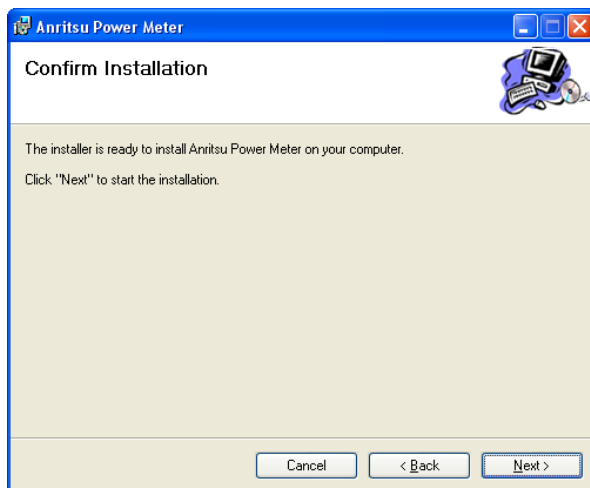 Anritsu Power Meter
Confirm Installation
The installer is ready to install Anritsu Power Meter on your computer.
Click "Next" to start the installation.
Cancel
< Back
Next >